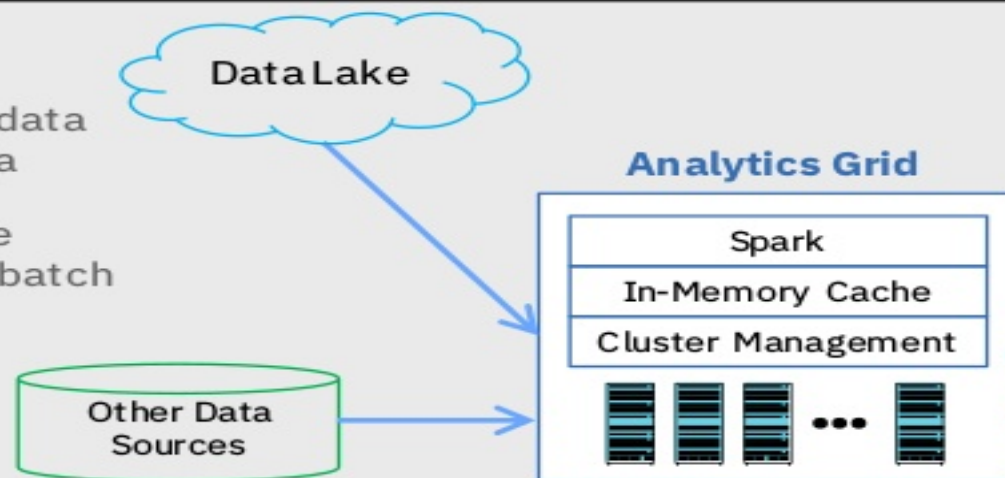 DataLake
data
a
e
batch
Analytics Grid
Spark
In-Memory Cache
Cluster Management
Other Data
Sources